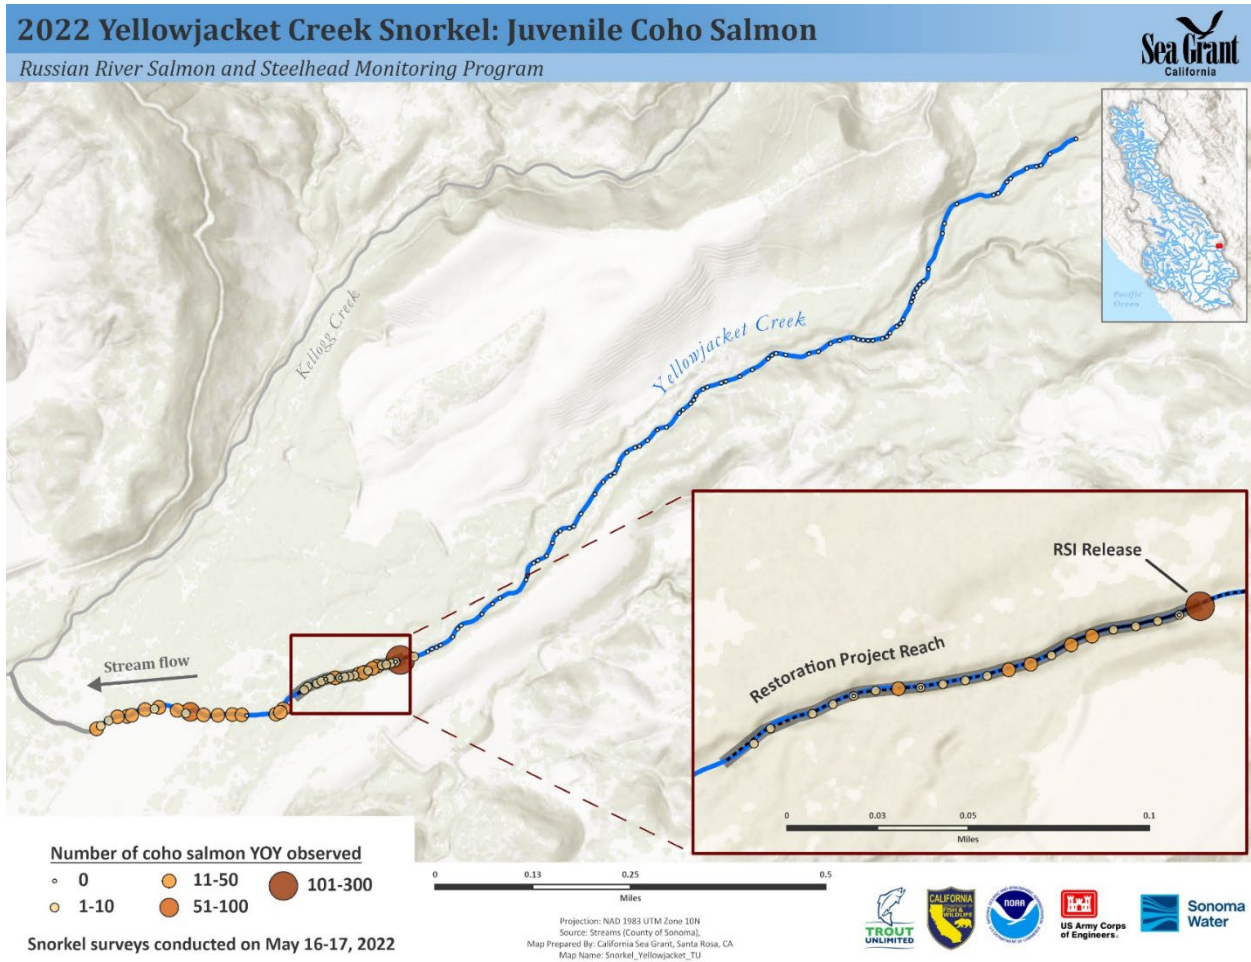 2022 Yellowjacket Creek Snorkel: Juvenile Coho Salmon
Russian River Salmon and Steelhead Monitoring Program
Sea Grant
California
Pacific
Ocean
Kellogg Creek
Yellowjacket Creek
Stream flow
RSI Release
Restoration Project Reach
0 0.03 0.05 0.1
Miles
Number of coho salmon YOY observed
0 11-50 101-300
1-10 51-100
Snorkel surveys conducted on May 16-17, 2022
0 0.13 0.25 0.5
Miles
Projection: NAD 1983 UTM Zone 10N
Source: Streams (County of Sonoma),
Map Prepared By: California Sea Grant, Santa Rosa, CA
Map Name: Snorkel_Yellowjacket_TU
TROUT
UNLIMITED
CALIFORNIA
FISH &
WILDLIFE
NOAA
US Army Corps
of Engineers®
Sonoma
Water